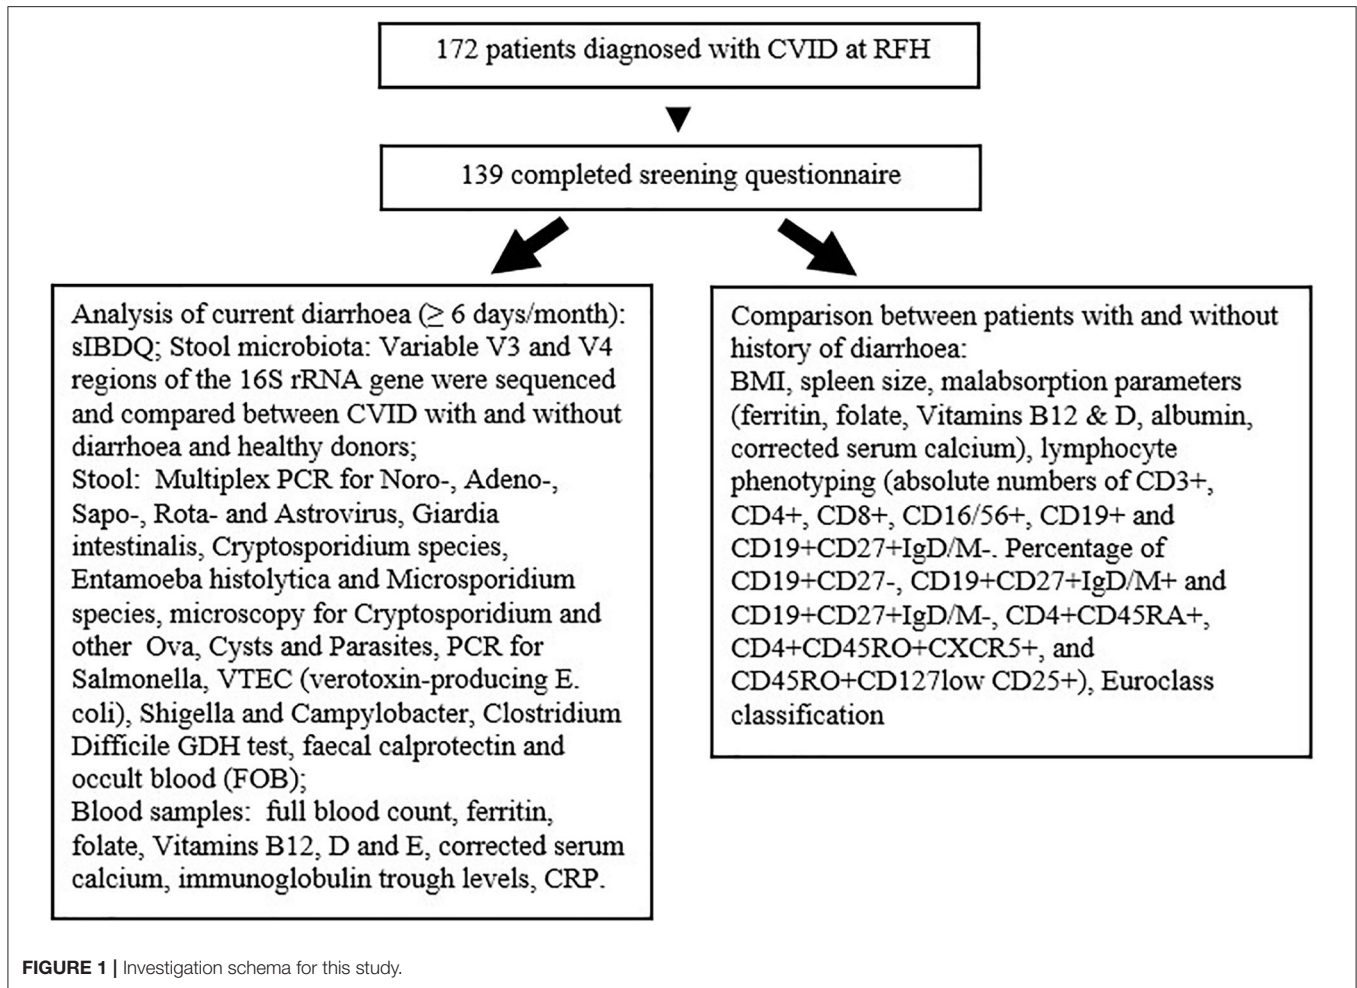 172 patients diagnosed with CVID at RFH
139 completed sreening questionnaire
Analysis of current diarrhoea (≥ 6 days/month):
sIBDQ; Stool microbiota: Variable V3 and V4
regions of the 16S rRNA gene were sequenced
and compared between CVID with and without
diarrhoea and healthy donors;
Stool: Multiplex PCR for Noro-, Adeno-,
Sapo-, Rota- and Astrovirus, Giardia
intestinalis, Cryptosporidium species,
Entamoeba histolytica and Microsporidium
species, microscopy for Cryptosporidium and
other Ova, Cysts and Parasites, PCR for
Salmonella, VTEC (verotoxin-producing E.
coli), Shigella and Campylobacter, Clostridium
Difficile GDH test, faecal calprotectin and
occult blood (FOB);
Blood samples: full blood count, ferritin,
folate, Vitamins B12, D and E, corrected serum
calcium, immunoglobulin trough levels, CRP.
Comparison between patients with and without
history of diarrhoea:
BMI, spleen size, malabsorption parameters
(ferritin, folate, Vitamins B12 & D, albumin,
corrected serum calcium), lymphocyte
phenotyping (absolute numbers of CD3+,
CD4+, CD8+, CD16/56+, CD19+ and
CD19+CD27+IgD/M-. Percentage of
CD19+CD27-, CD19+CD27+IgD/M+ and
CD19+CD27+IgD/M-, CD4+CD45RA+,
CD4+CD45RO+CXCR5+, and
CD45RO+CD127low CD25+), Euroclass
classification
FIGURE 1 | Investigation schema for this study.